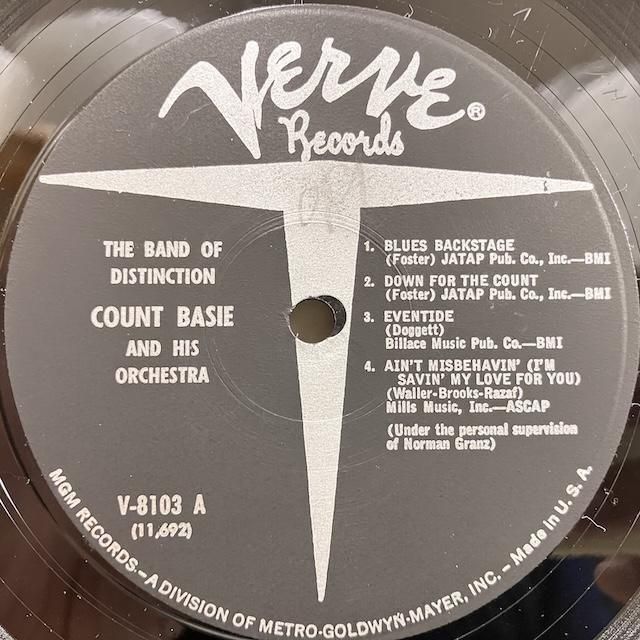 Verve®
Records
THE BAND OF
DISTINCTION
COUNT BASIE
AND HIS
ORCHESTRA
1. BLUES BACKSTAGE
(Foster) JATAP Pub. Co., Inc.—BMI
2. DOWN FOR THE COUNT
(Foster) JATAP Pub. Co., Inc.—BMI
3. EVENTIDE
(Doggett)
Billace Music Pub. Co.—BMI
4. AIN'T MISBEHAVIN' (I'M
SAVIN' MY LOVE FOR YOU)
(Waller-Brooks-Razaf)
Mills Music, Inc.—ASCAP
(Under the personal supervision
of Norman Granz)
V-8103 A
(11,692)
MGM RECORDS—A DIVISION OF METRO-GOLDWYN-MAYER, INC. — Made in U. S. A.